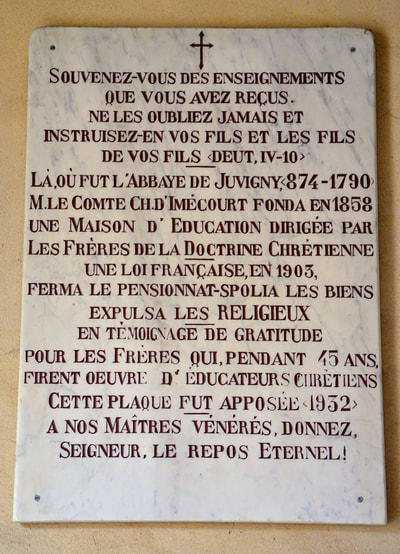 SOUVENEZ-VOUS DES ENSEIGNEMENTS
QUE VOUS AVEZ REÇUS.
NE LES OUBLIEZ JAMAIS ET
INSTRUISEZ-EN VOS FILS ET LES FILS
DE VOS FILS <DEUT, IV-10>
LÀ, OÙ FUT L'ABBAYE DE JUVIGNY,<874-1790>
M. LE COMTE CH. D'IMÉCOURT FONDA EN 1858
UNE MAISON D'EDUCATION DIRIGÉE PAR
LES FRÈRES DE LA DOCTRINE CHRÉTIENNE
UNE LOI FRANÇAISE, EN 1903,
FERMA LE PENSIONNAT-SPOLIA LES BIENS
EXPULSA LES RELIGIEUX
EN TÉMOIGNAGE DE GRATITUDE
POUR LES FRÈRES QUI, PENDANT 45 ANS,
FIRENT OEUVRE D'ÉDUCATEURS CHRÉTIENS
CETTE PLAQUE FUT APPOSÉE <1932>
A NOS MAÎTRES VÉNÉRÉS, DONNEZ,
SEIGNEUR, LE REPOS ETERNEL!